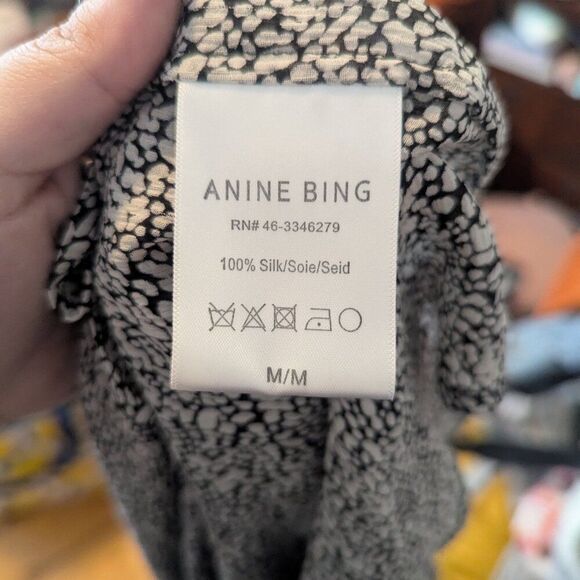 ANINE BING
RN# 46-3346279
100% Silk/Soie/Seid
M/M